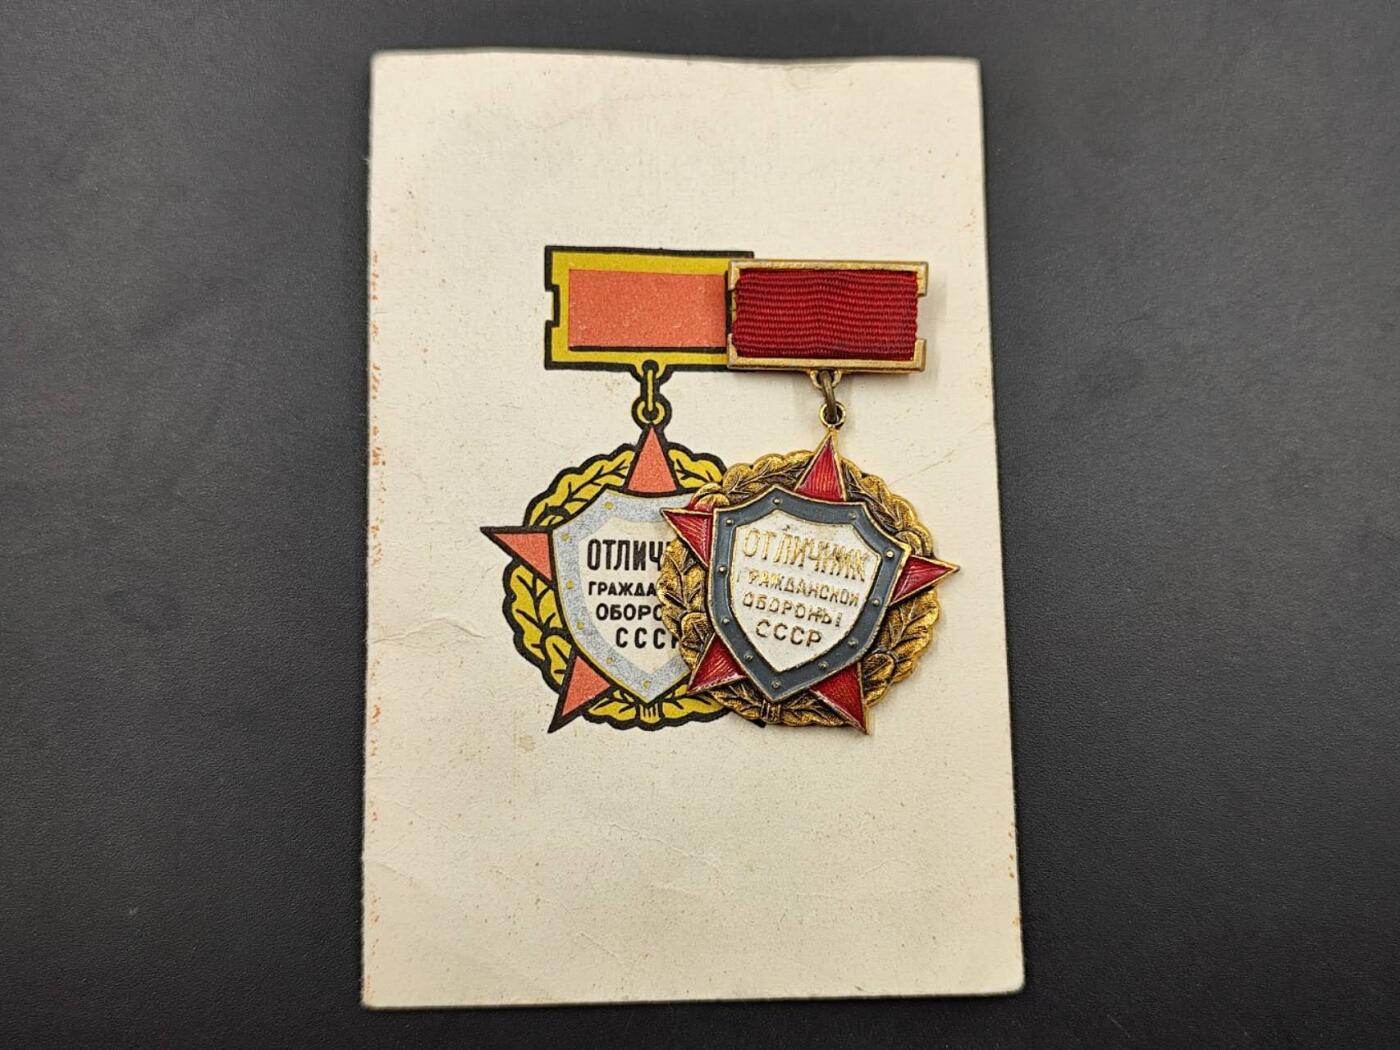 ОТЛИЧ
ГРАЖДА
ОБОРО
СССР
ОТЛИЧНИК
ГРАЖДАНСКОЙ
ОБОРОНЫ
СССР